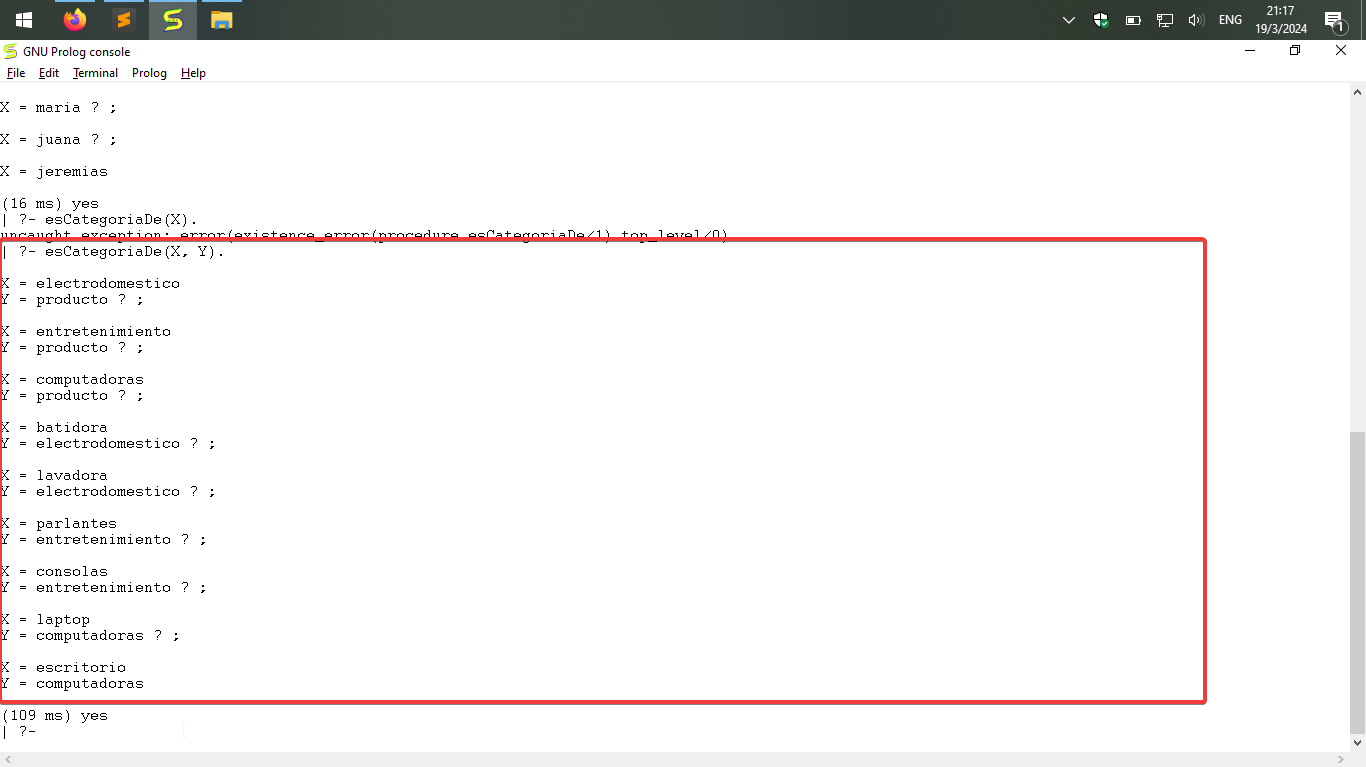 ENG
21:17
19/3/2024
1
GNU Prolog console
File Edit Terminal Prolog Help
X = maria ? ;
X = juana ? ;
X = jeremias
(16 ms) yes
| ?- esCategoriaDe(X).
uncaught exception: error(existence_error(procedure,esCategoriaDe/1),top_level/0)
| ?- esCategoriaDe(X, Y).
X = electrodomestico
Y = producto ? ;
X = entretenimiento
Y = producto ? ;
X = computadoras
Y = producto ? ;
X = batidora
Y = electrodomestico ? ;
X = lavadora
Y = electrodomestico ? ;
X = parlantes
Y = entretenimiento ? ;
X = consolas
Y = entretenimiento ? ;
X = laptop
Y = computadoras ? ;
X = escritorio
Y = computadoras
(109 ms) yes
| ?-